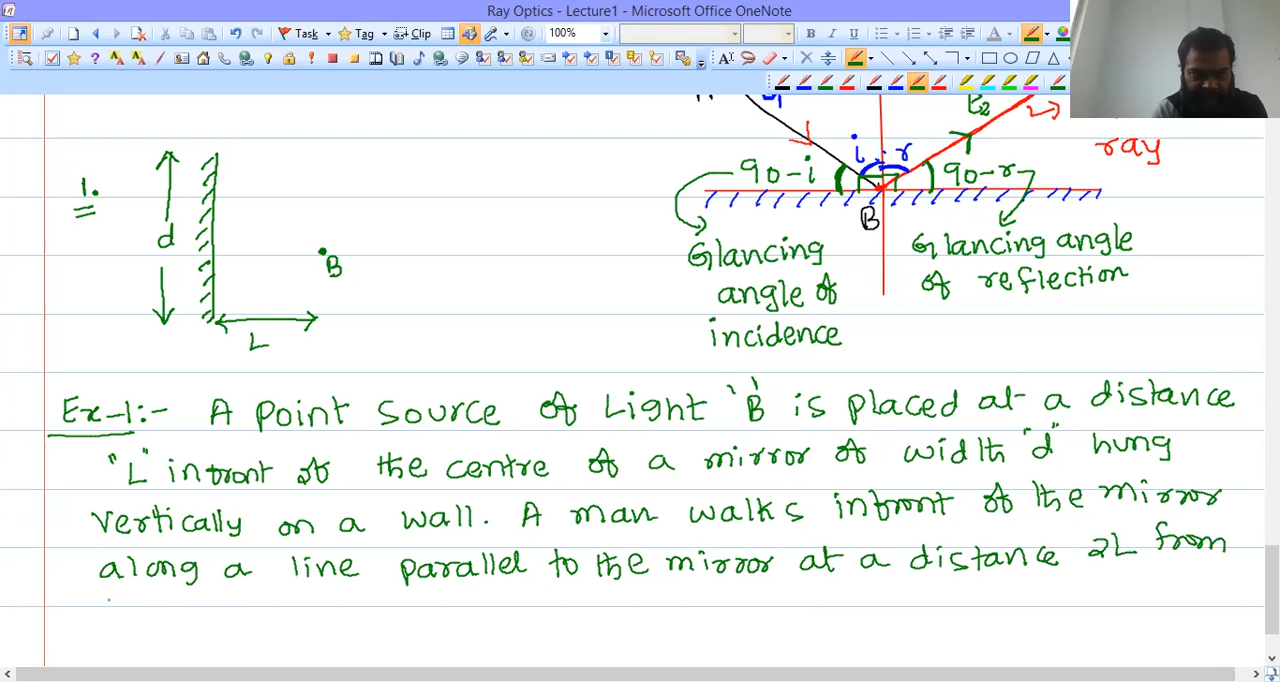 Ray Optics - Lecture1 - Microsoft Office OneNote
Task
Tag
Clip
100%
B I U
A
1.
d
B
L
i = r
90-i
90-r
B
ray
Glancing angle of incidence
Glancing angle of reflection
Ex-1:- A point source of Light 'B' is placed at a distance
"L" infront of the centre of a mirror of width "d" hung
vertically on a wall. A man walks infront of the mirror
along a line parallel to the mirror at a distance 2L from